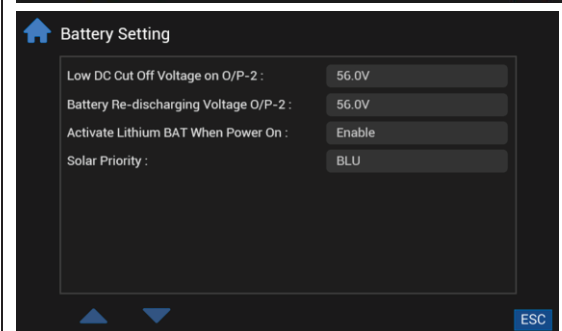 Battery Setting
Low DC Cut Off Voltage on O/P-2 : 56.0V
Battery Re-discharging Voltage O/P-2 : 56.0V
Activate Lithium BAT When Power On : Enable
Solar Priority : BLU
ESC